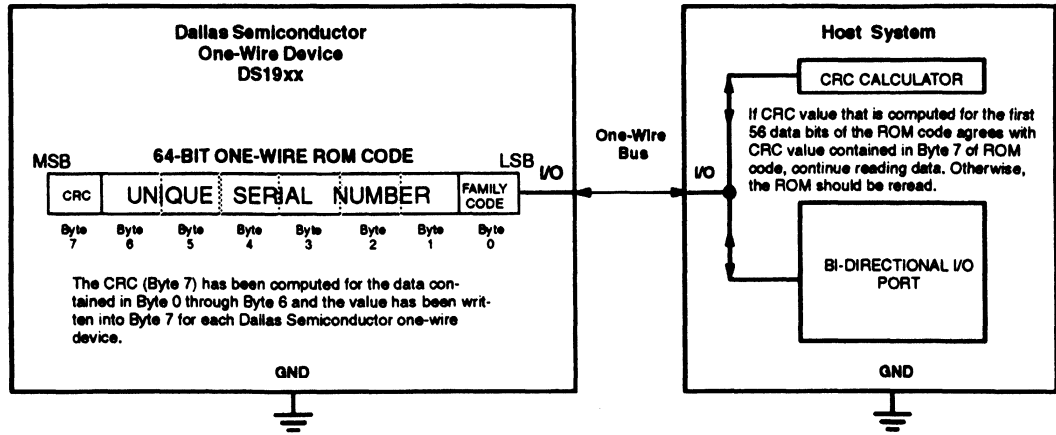 Dallas Semiconductor
One-Wire Device
DS19xx
MSB
64-BIT ONE-WIRE ROM CODE
LSB
I/O
CRC
UNIQUE SERIAL NUMBER
FAMILY
CODE
Byte Byte Byte Byte Byte Byte Byte Byte
7 6 5 4 3 2 1 0
The CRC (Byte 7) has been computed for the data con-
tained in Byte 0 through Byte 6 and the value has been writ-
ten into Byte 7 for each Dallas Semiconductor one-wire
device.
GND
One-Wire
Bus
Host System
CRC CALCULATOR
If CRC value that is computed for the first
56 data bits of the ROM code agrees with
CRC value contained in Byte 7 of ROM
code, continue reading data. Otherwise,
the ROM should be reread.
I/O
BI-DIRECTIONAL I/O
PORT
GND